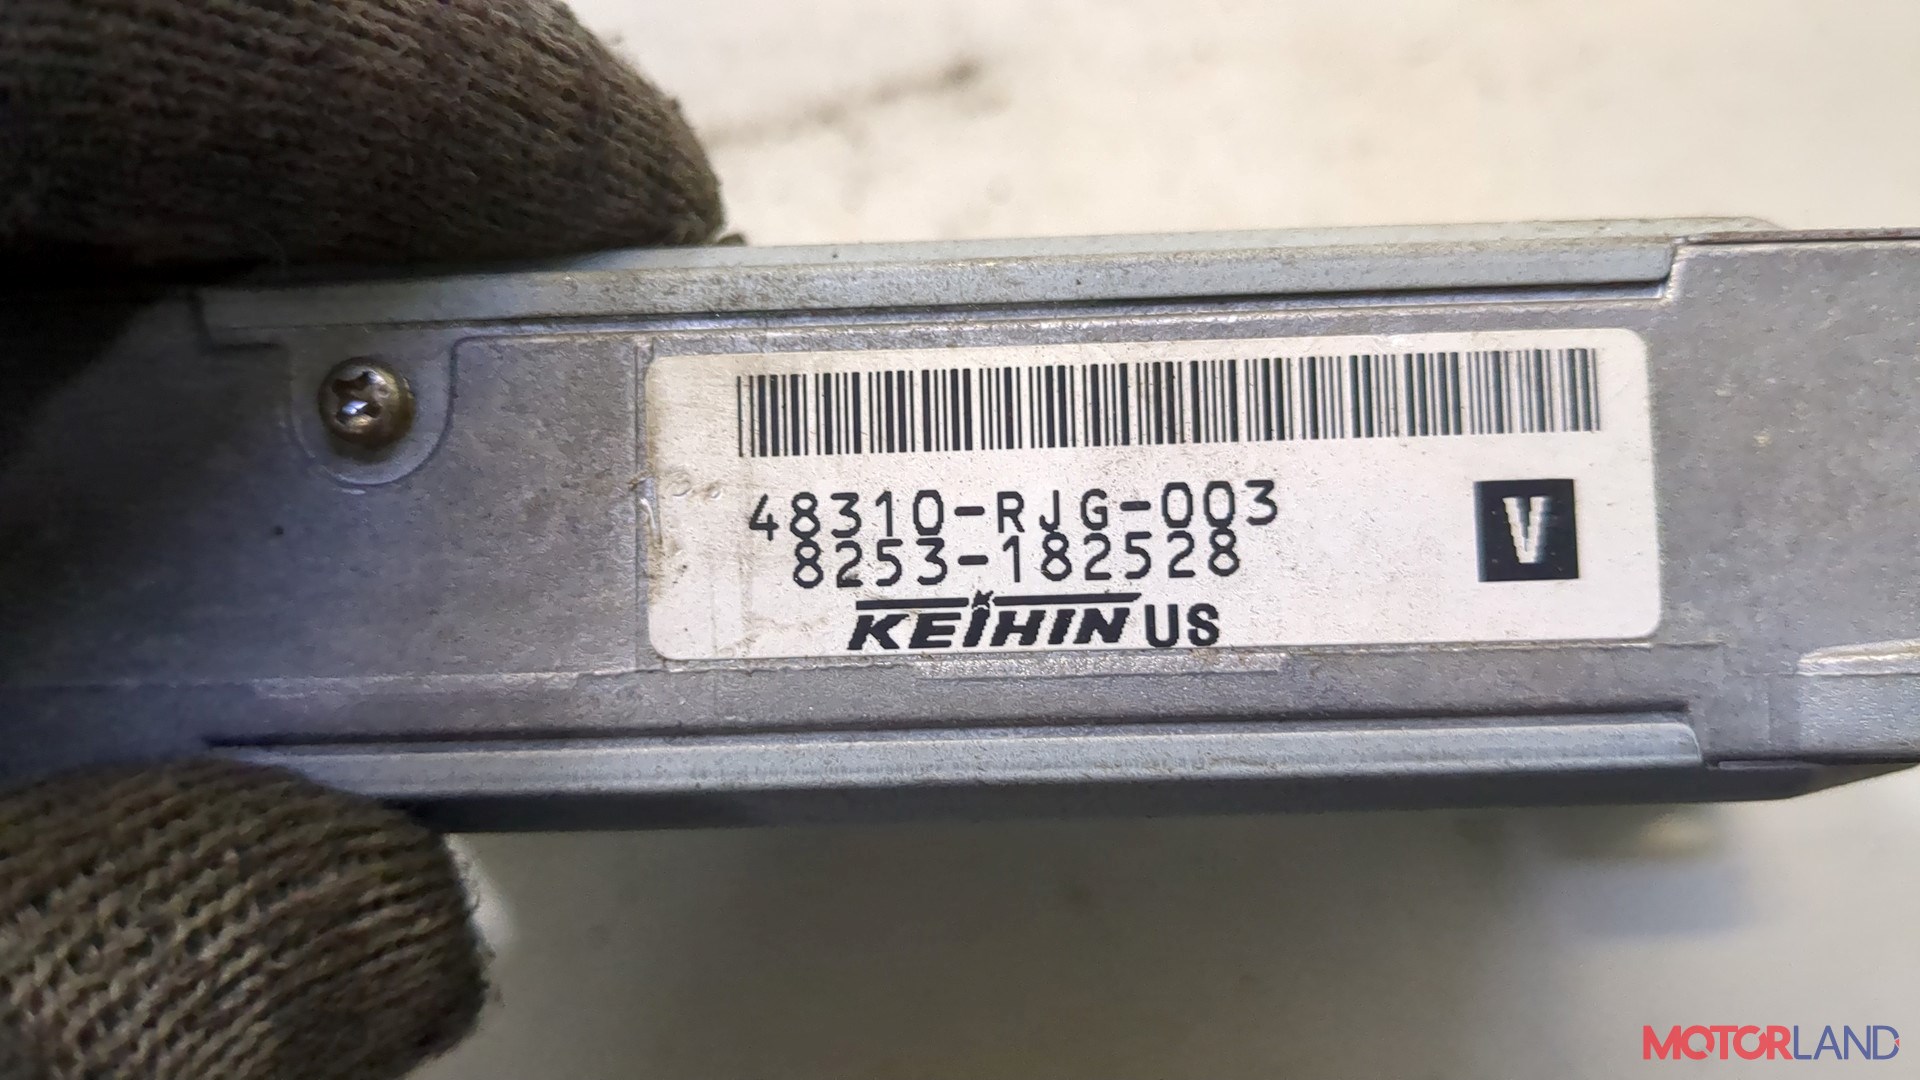 48310-RJG-003
8253-182528
V
KEIHIN US
MOTORLAND